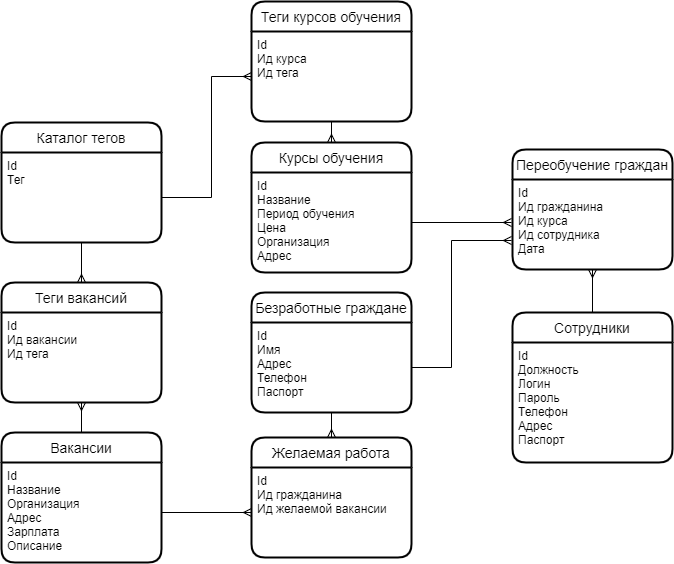 Теги курсов обучения
Id
Ид курса
Ид тега
Каталог тегов
Id
Тег
Курсы обучения
Id
Название
Период обучения
Цена
Организация
Адрес
Переобучение граждан
Id
Ид гражданина
Ид курса
Ид сотрудника
Дата
Теги вакансий
Id
Ид вакансии
Ид тега
Безработные граждане
Id
Имя
Адрес
Телефон
Паспорт
Сотрудники
Id
Должность
Логин
Пароль
Телефон
Адрес
Паспорт
Вакансии
Id
Название
Организация
Адрес
Зарплата
Описание
Желаемая работа
Id
Ид гражданина
Ид желаемой вакансии